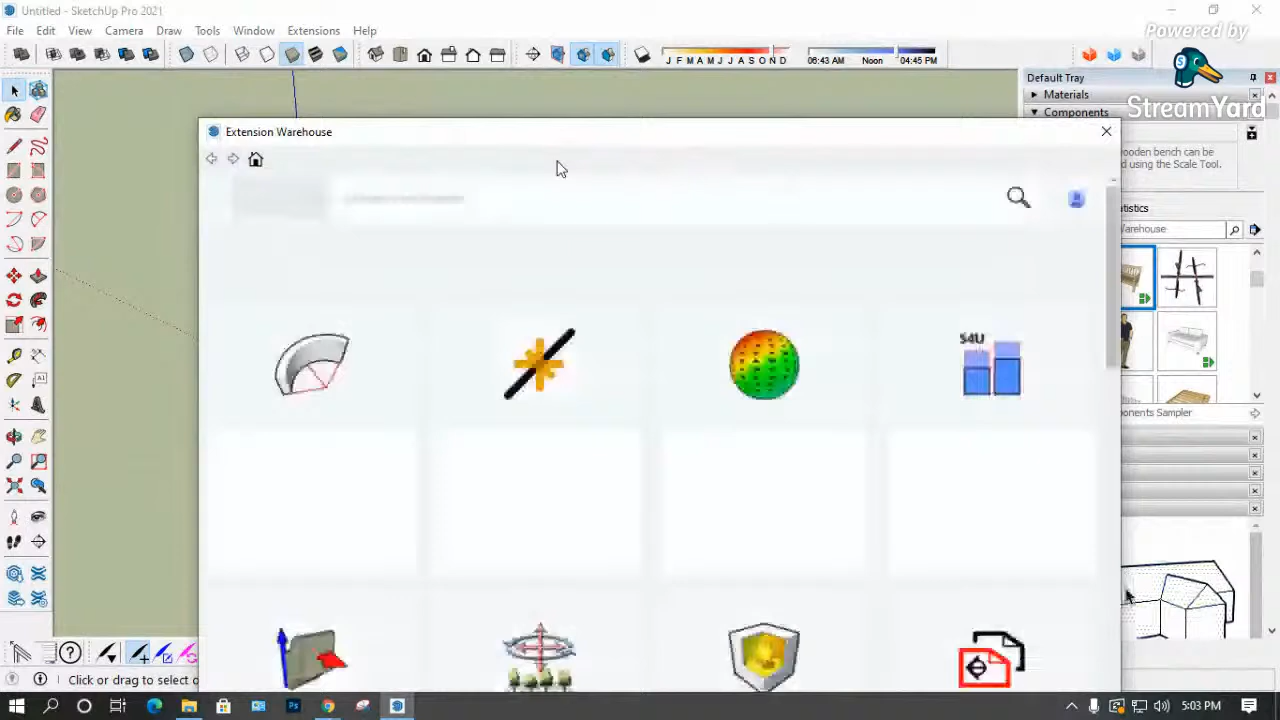 Untitled - SketchUp Pro 2021
File Edit View Camera Draw Tools Window Extensions Help
Powered by
StreamYard
J F M A M J J A S O N D
06:43 AM Noon 04:45 PM
Default Tray
Materials
Components
Extension Warehouse
ooden bench can be
d using the Scale Tool.
tistics
Warehouse
S4U
ponents Sampler
A1
Click or drag to select o
5:03 PM